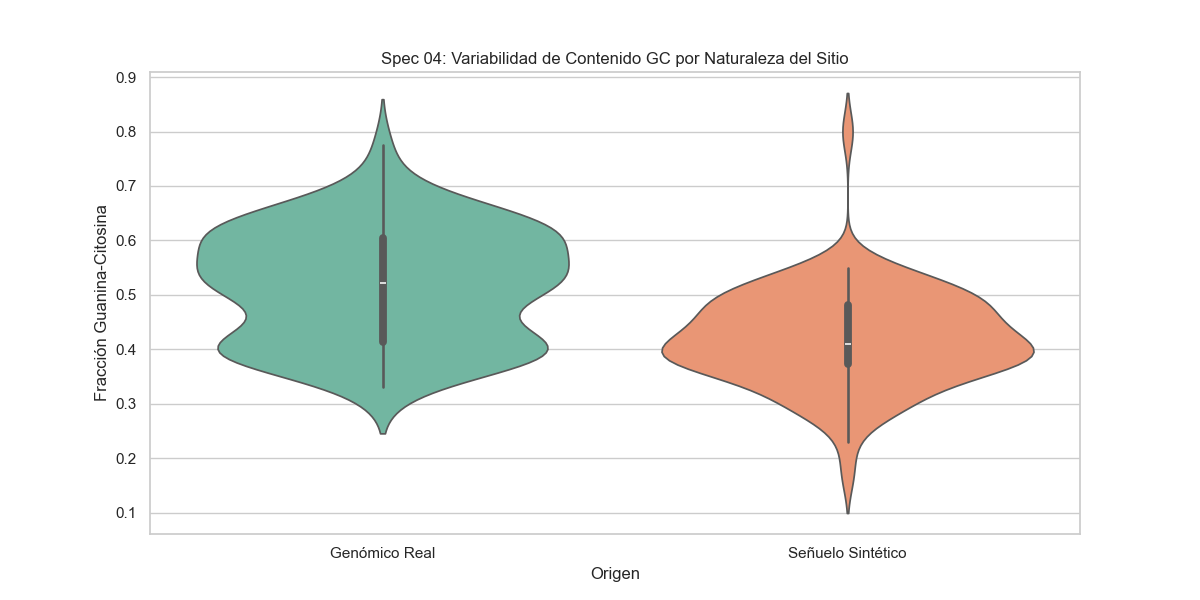 Spec 04: Variabilidad de Contenido GC por Naturaleza del Sitio
Fracción Guanina-Citosina
0.9
0.8
0.7
0.6
0.5
0.4
0.3
0.2
0.1
Genómico Real
Señuelo Sintético
Origen